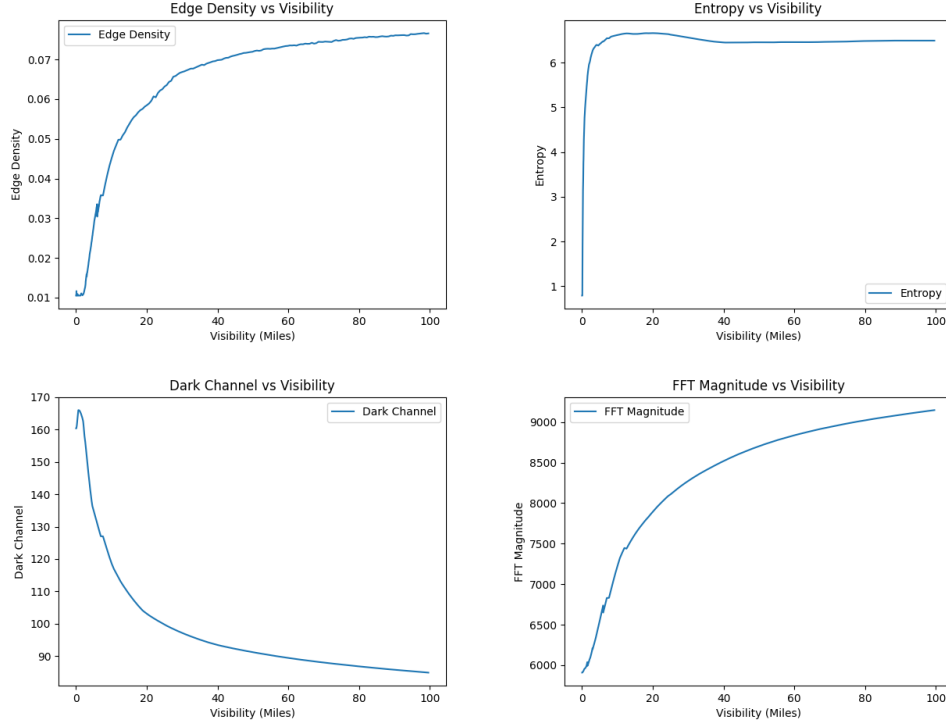 Edge Density vs Visibility
Edge Density
0.07
0.06
0.05
0.04
0.03
0.02
0.01
Edge Density
0 20 40 60 80 100
Visibility (Miles)
Entropy vs Visibility
6
5
4
3
2
1
Entropy
Entropy
0 20 40 60 80 100
Visibility (Miles)
Dark Channel vs Visibility
Dark Channel
170
160
150
140
130
120
110
100
90
Dark Channel
0 20 40 60 80 100
Visibility (Miles)
FFT Magnitude vs Visibility
FFT Magnitude
9000
8500
8000
7500
7000
6500
6000
FFT Magnitude
0 20 40 60 80 100
Visibility (Miles)